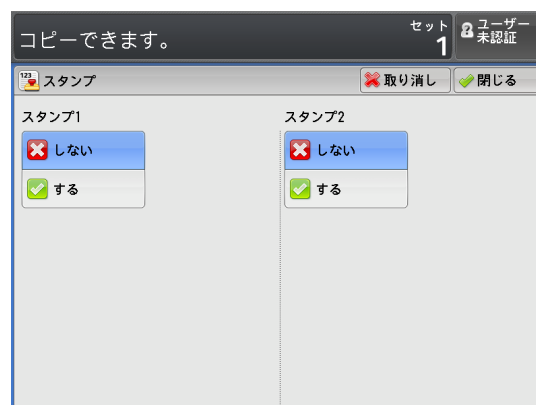 コピーできます。
セット
1
ユーザー
未認証
123
スタンプ
取り消し
閉じる
スタンプ1
スタンプ2
しない
しない
する
する